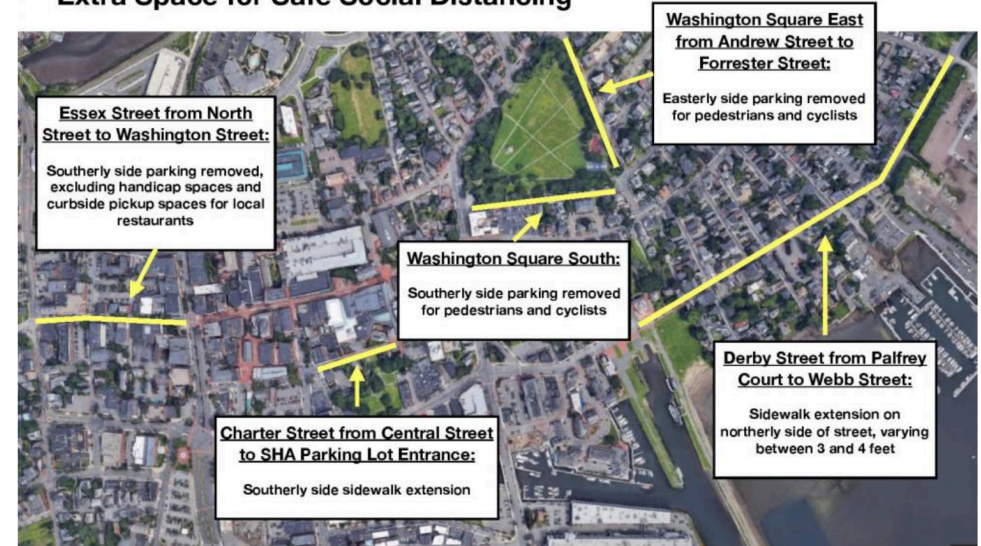 Extra Space for Safe Social Distancing
Washington Square East
from Andrew Street to
Forrester Street:
Easterly side parking removed
for pedestrians and cyclists
Essex Street from North
Street to Washington Street:
Southerly side parking removed,
excluding handicap spaces and
curbside pickup spaces for local
restaurants
Washington Square South:
Southerly side parking removed
for pedestrians and cyclists
Derby Street from Palfrey
Court to Webb Street:
Sidewalk extension on
northerly side of street, varying
between 3 and 4 feet
Charter Street from Central Street
to SHA Parking Lot Entrance:
Southerly side sidewalk extension